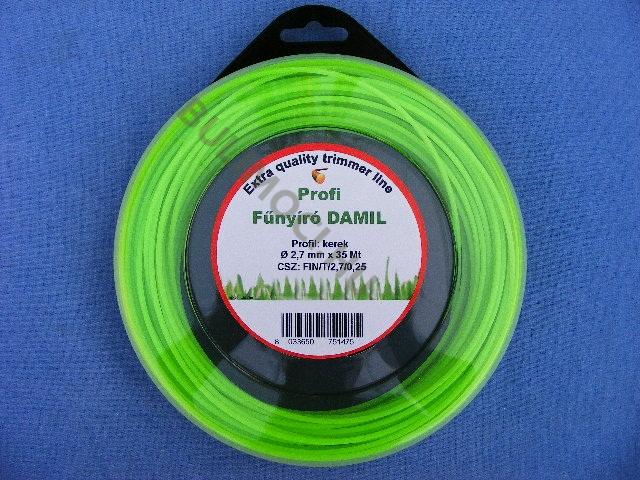 Extra quality trimmer line
Profi
Fűnyíró DAMIL
Profil: kerek
Ø 2,7 mm x 35 Mt
CSZ: FIN/T/2,7/0,25
8 033650 751475